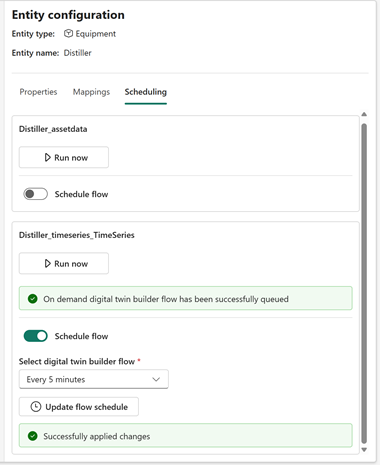 Entity configuration
Entity type: Equipment
Entity name: Distiller
Properties Mappings Scheduling
Distiller_assetdata
Run now
Schedule flow
Distiller_timeseries_TimeSeries
Run now
On demand digital twin builder flow has been successfully queued
Schedule flow
Select digital twin builder flow *
Every 5 minutes
Update flow schedule
Successfully applied changes